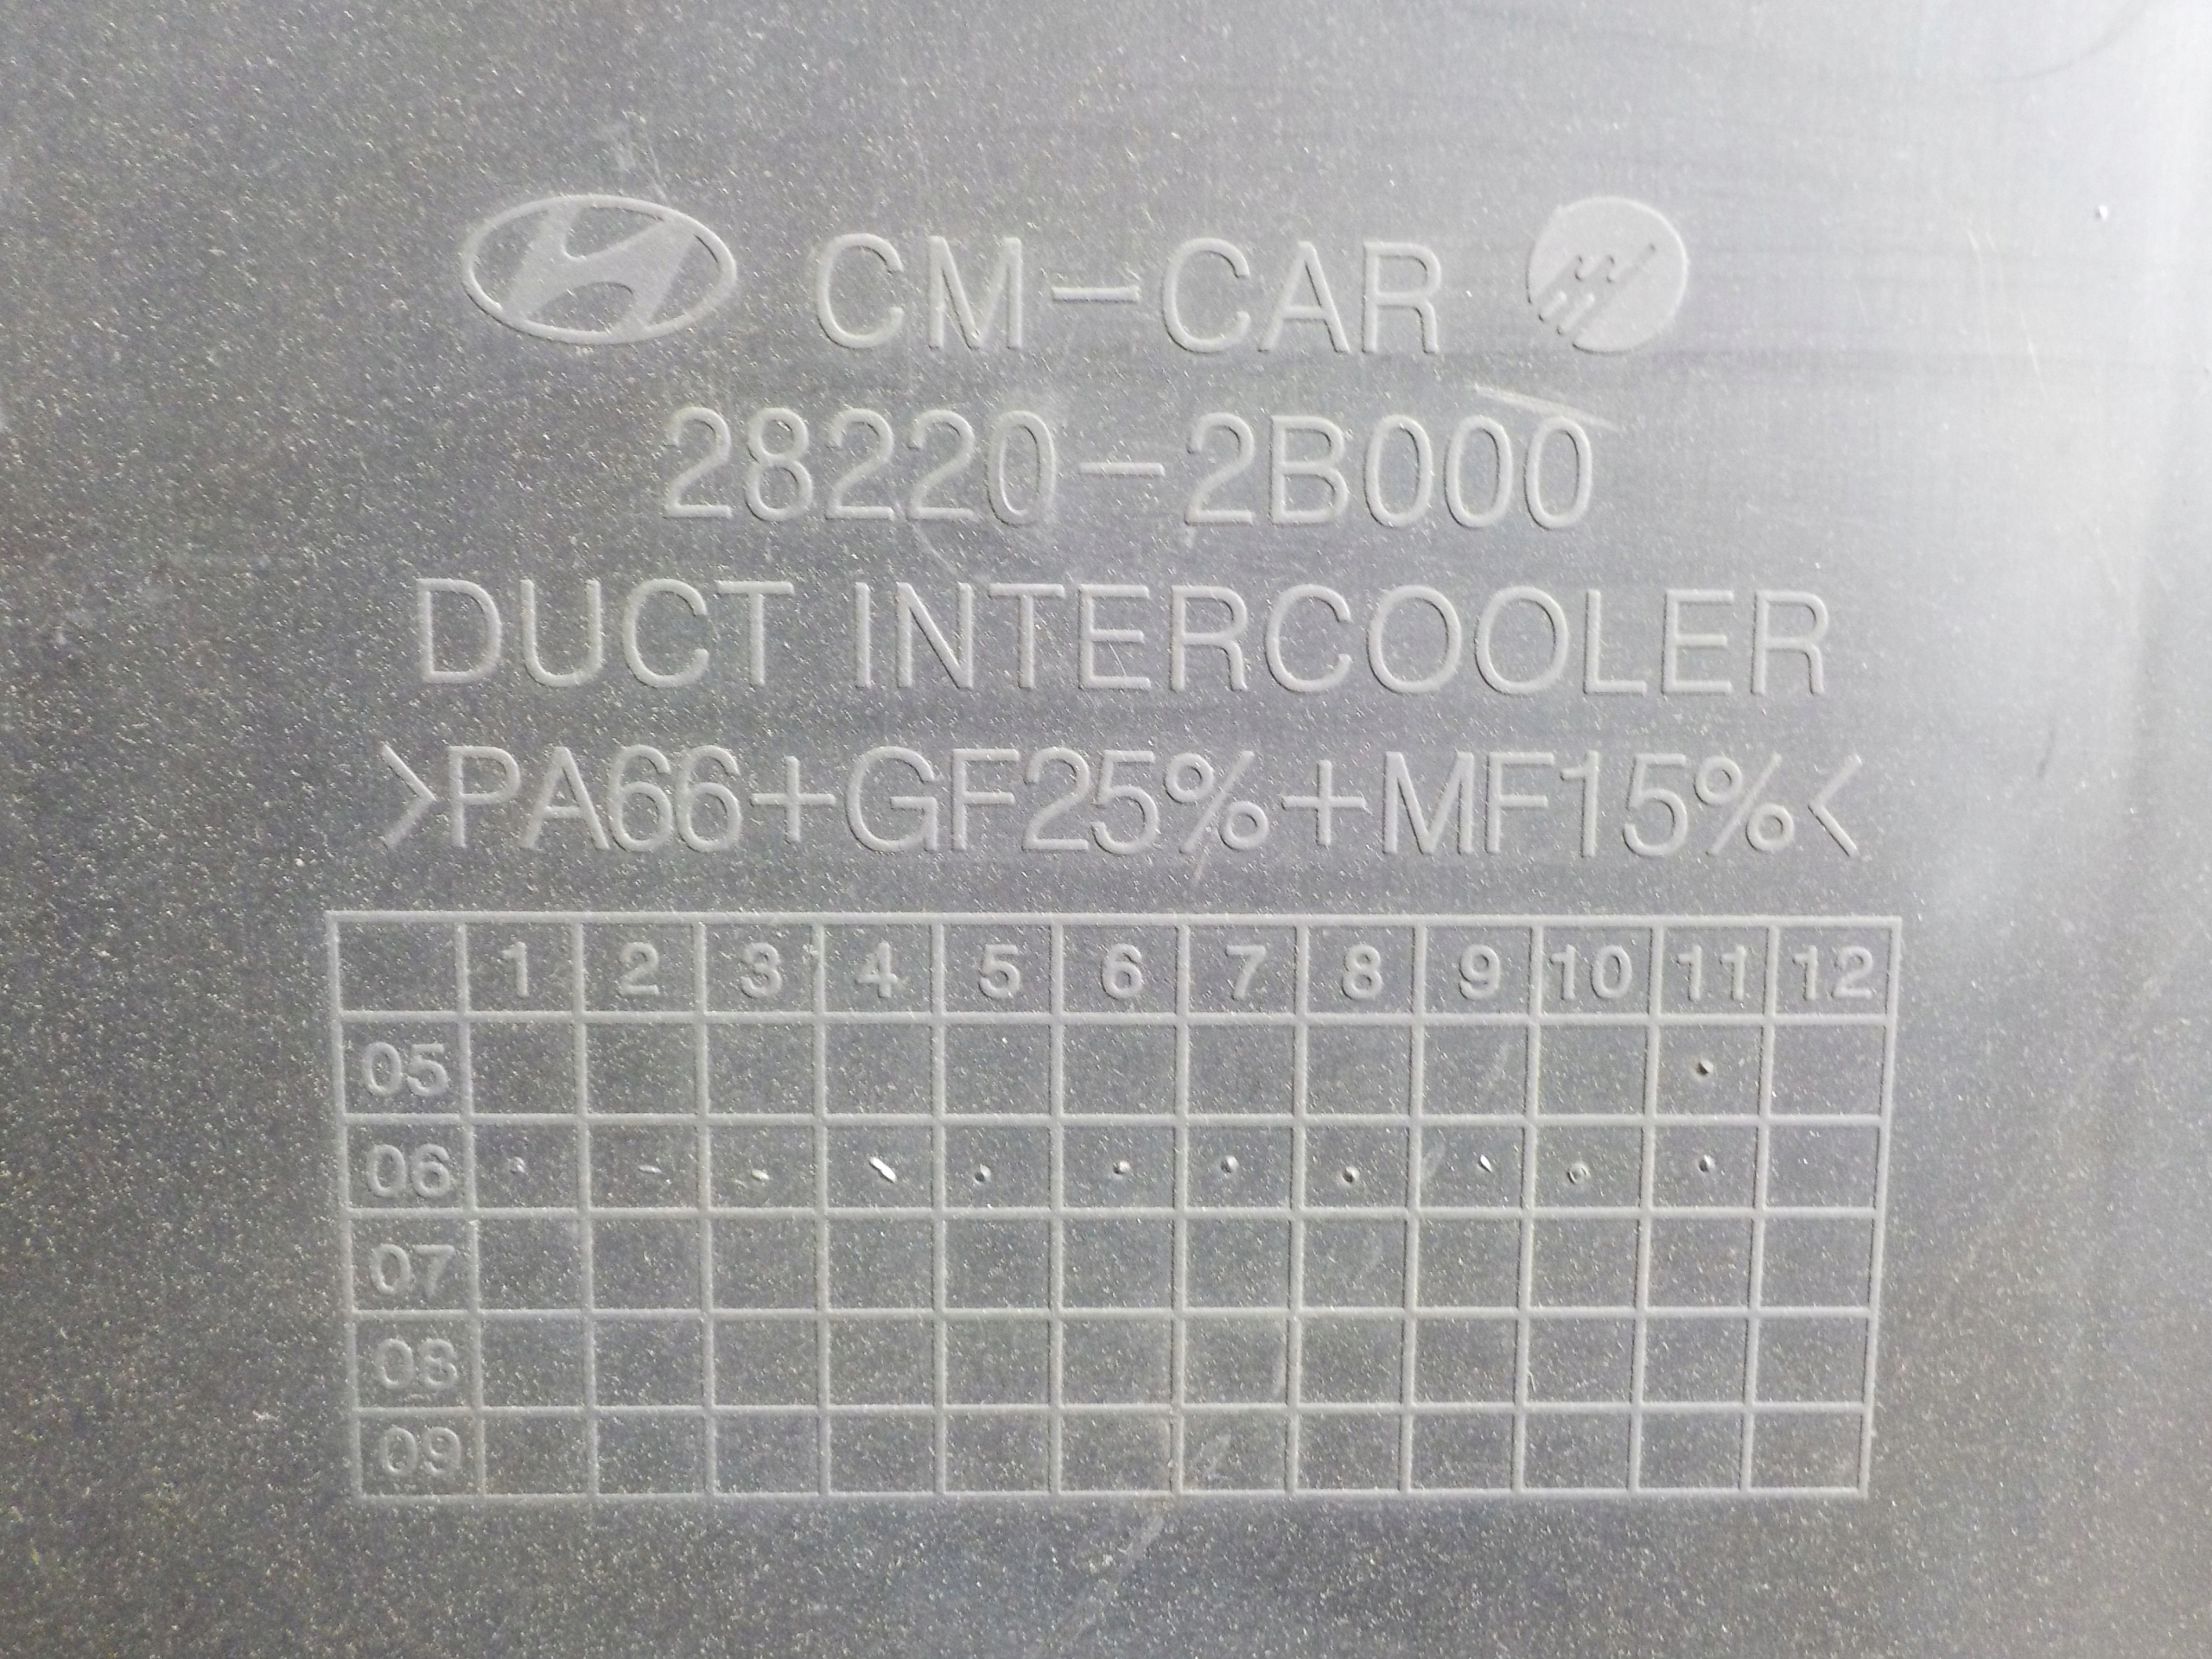 CM-CAR
28220-2B000
DUCT INTERCOOLER
>PA66+GF25%+MF15%<
1 2 3 4 5 6 7 8 9 10 11 12
05
06
07
08
09